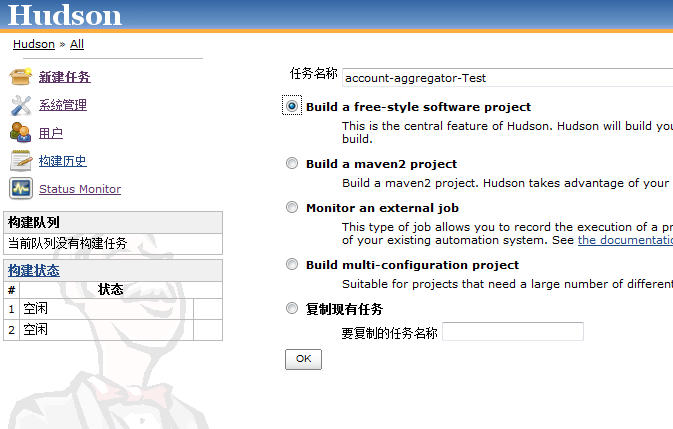 Hudson
Hudson » All
新建任务
系统管理
用户
构建历史
Status Monitor
构建队列
当前队列没有构建任务
构建状态
# 状态
1 空闲
2 空闲
任务名称 account-aggregator-Test
Build a free-style software project
This is the central feature of Hudson. Hudson will build you
build.
Build a maven2 project
Build a maven2 project. Hudson takes advantage of your
Monitor an external job
This type of job allows you to record the execution of a pr
of your existing automation system. See the documentatio
Build multi-configuration project
Suitable for projects that need a large number of different
复制现有任务
要复制的任务名称
OK